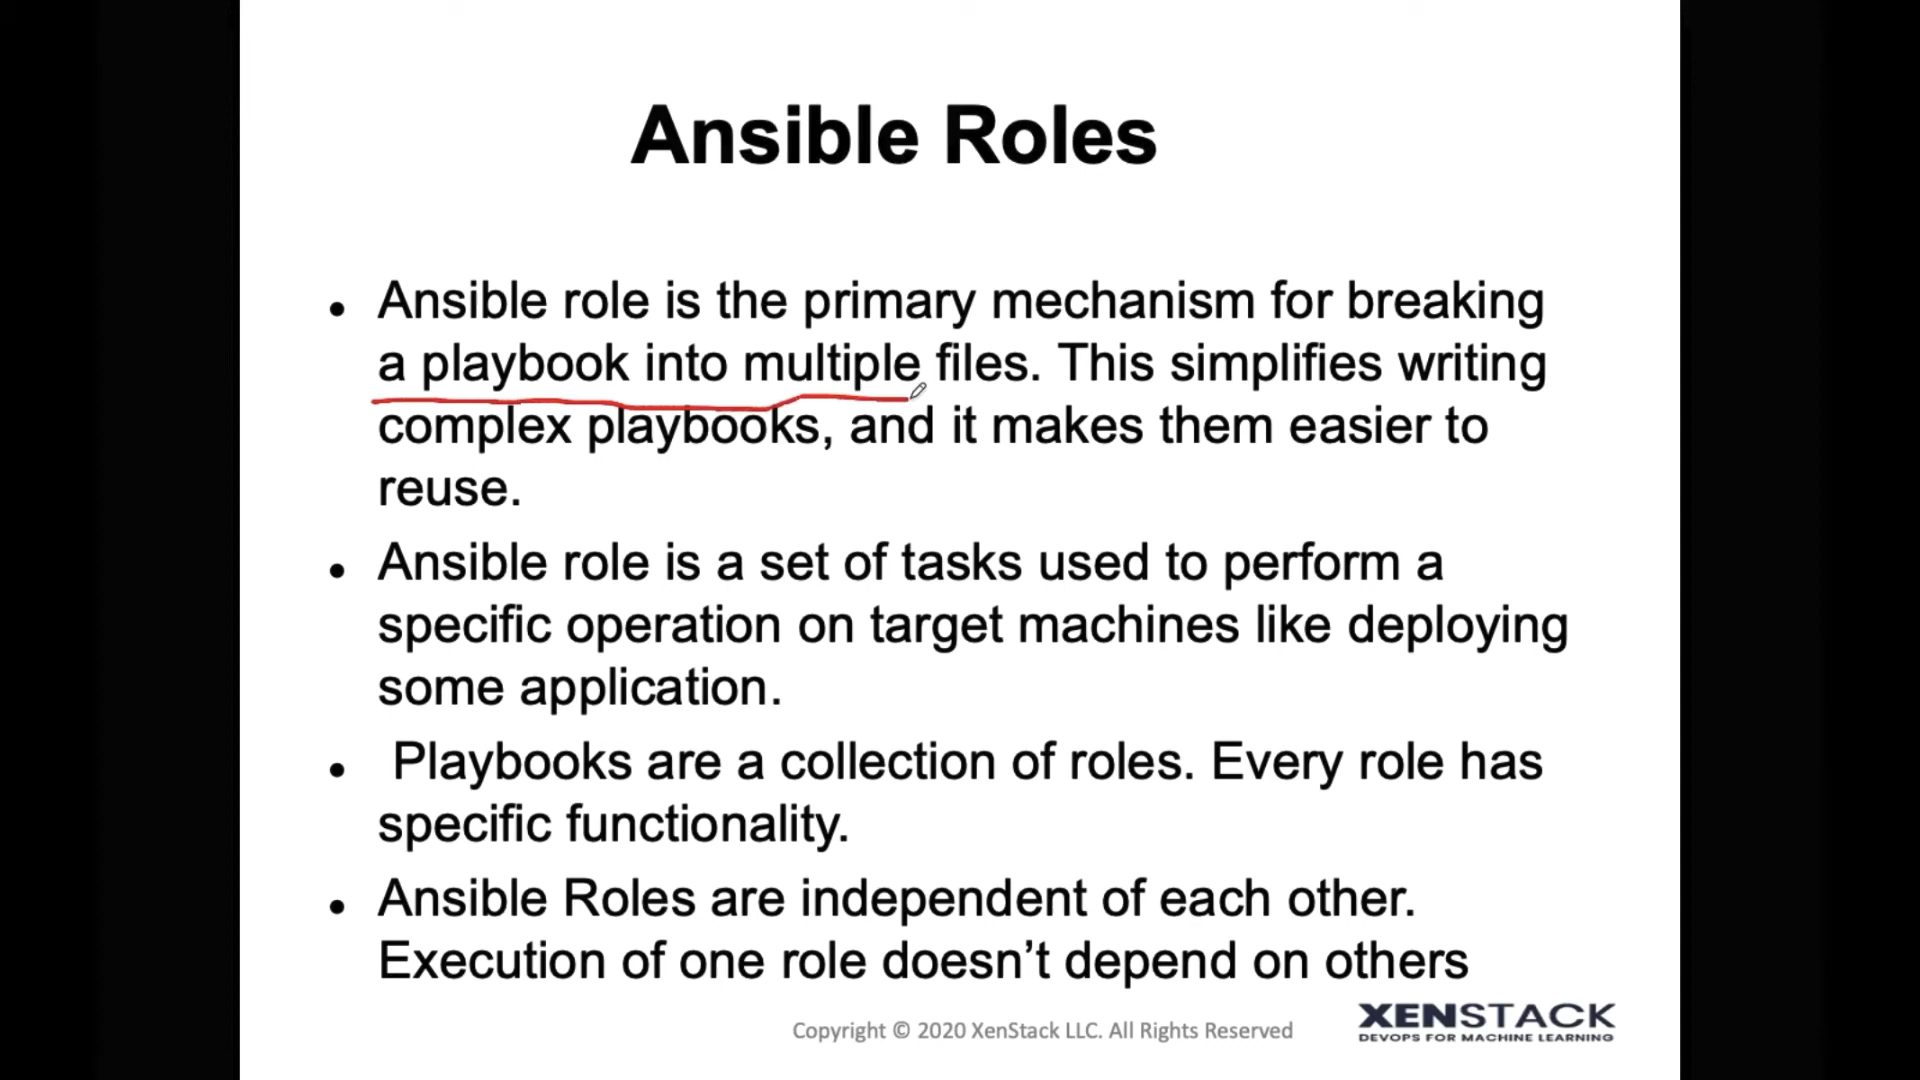 Ansible Roles
• Ansible role is the primary mechanism for breaking
a playbook into multiple files. This simplifies writing
complex playbooks, and it makes them easier to
reuse.
• Ansible role is a set of tasks used to perform a
specific operation on target machines like deploying
some application.
• Playbooks are a collection of roles. Every role has
specific functionality.
• Ansible Roles are independent of each other.
Execution of one role doesn’t depend on others
Copyright © 2020 XenStack LLC. All Rights Reserved
XENSTACK
DEVOPS FOR MACHINE LEARNING